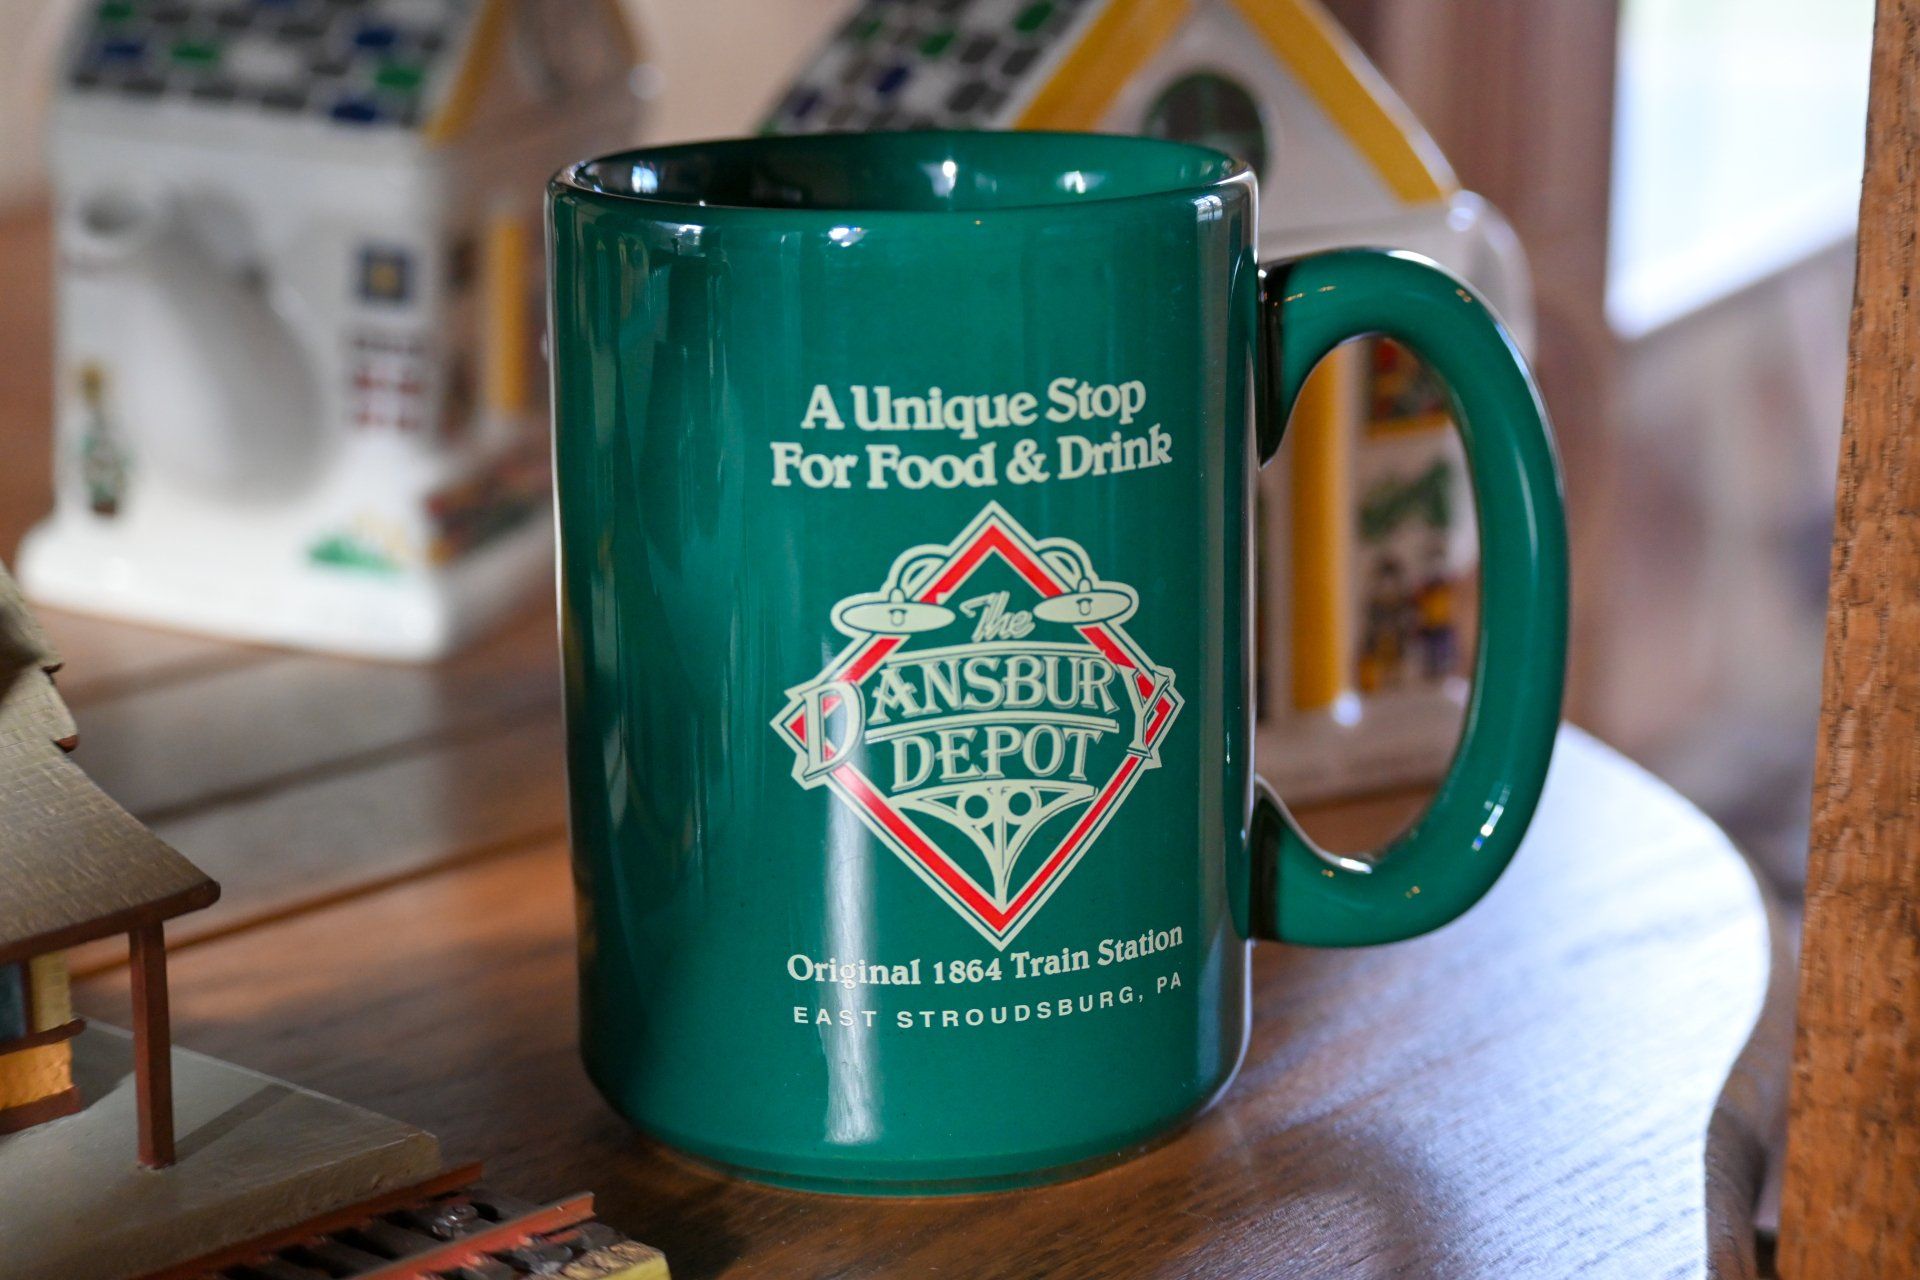 A Unique Stop
For Food & Drink
The
DANSBURY
DEPOT
Original 1864 Train Station
EAST STROUDSBURG, PA